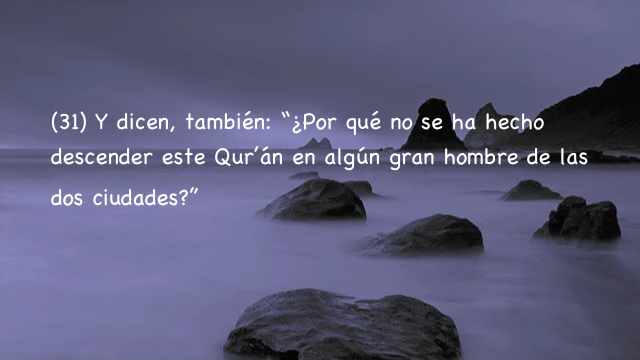 (31) Y dicen, también: “¿Por qué no se ha hecho
descender este Qur’án en algún gran hombre de las
dos ciudades?”